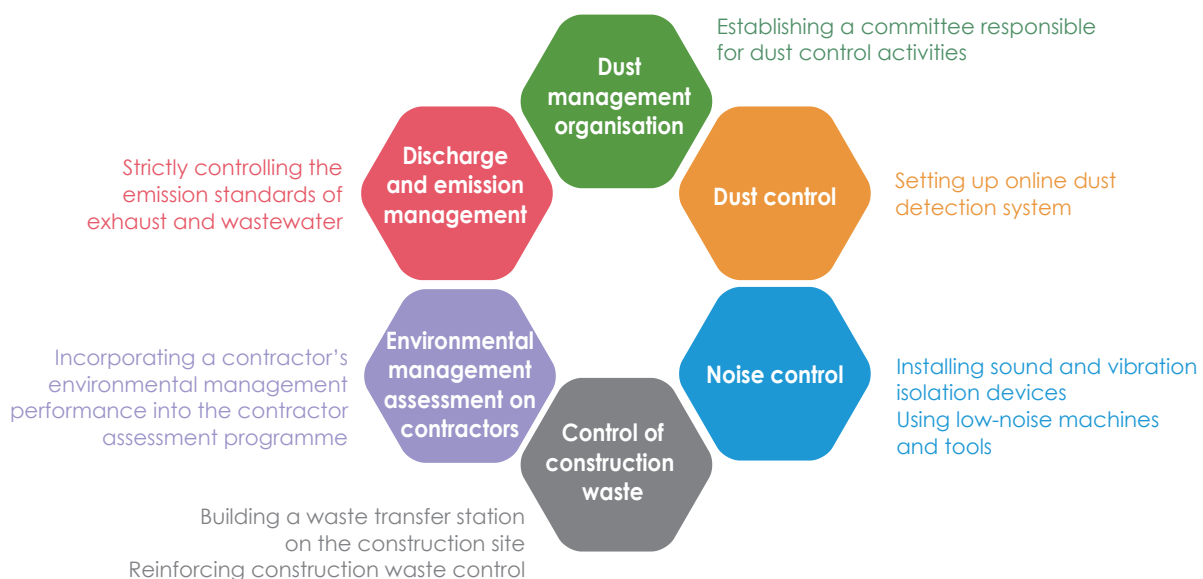 Establishing a committee responsible
for dust control activities
Dust
management
organisation
Discharge
and emission
management
Strictly controlling the
emission standards of
exhaust and wastewater
Dust control
Setting up online dust
detection system
Environmental
management
assessment on
contractors
Incorporating a contractor’s
environmental management
performance into the contractor
assessment programme
Noise control
Installing sound and vibration
isolation devices
Using low-noise machines
and tools
Control of
construction
waste
Building a waste transfer station
on the construction site
Reinforcing construction waste control